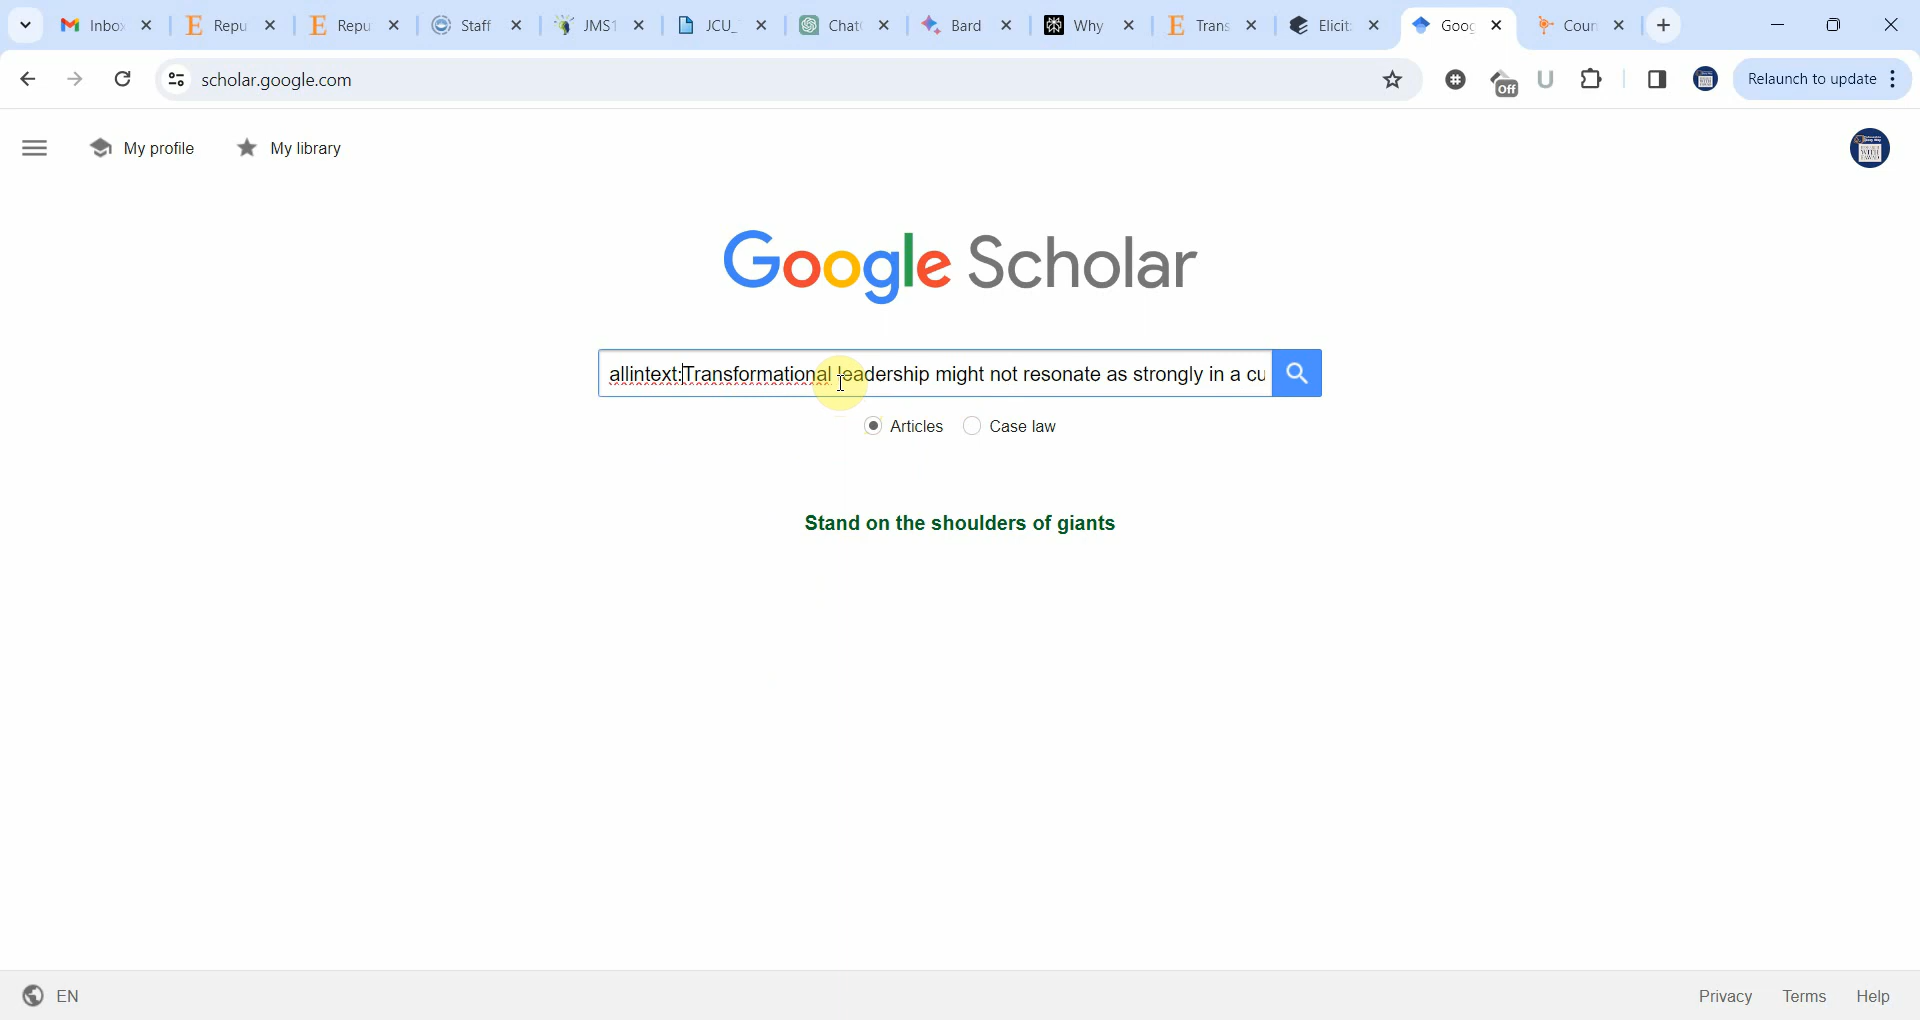 Inbo
Repu
Repu
Staff
JMS1
JCU_
Chat
Bard
Why
Trans
Elicit:
Goog
Coun
scholar.google.com
Off
Relaunch to update
My profile
My library
Google Scholar
allintext:Transformational leadership might not resonate as strongly in a cu
Articles
Case law
Stand on the shoulders of giants
EN
Privacy
Terms
Help